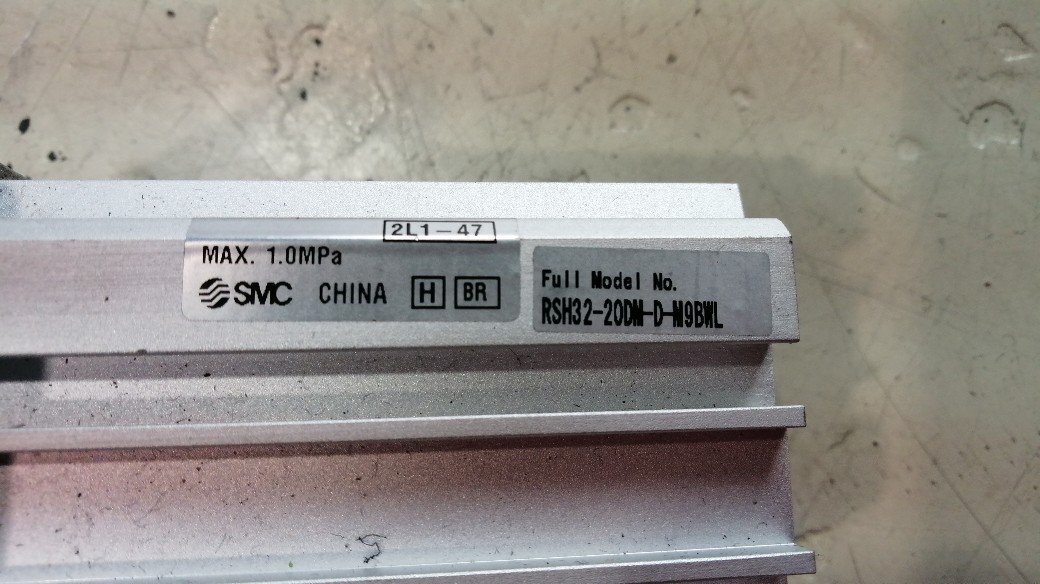 2L1-47
MAX. 1.0MPa
SMC CHINA H BR
Full Model No.
RSH32-20DM-D-M9BWL